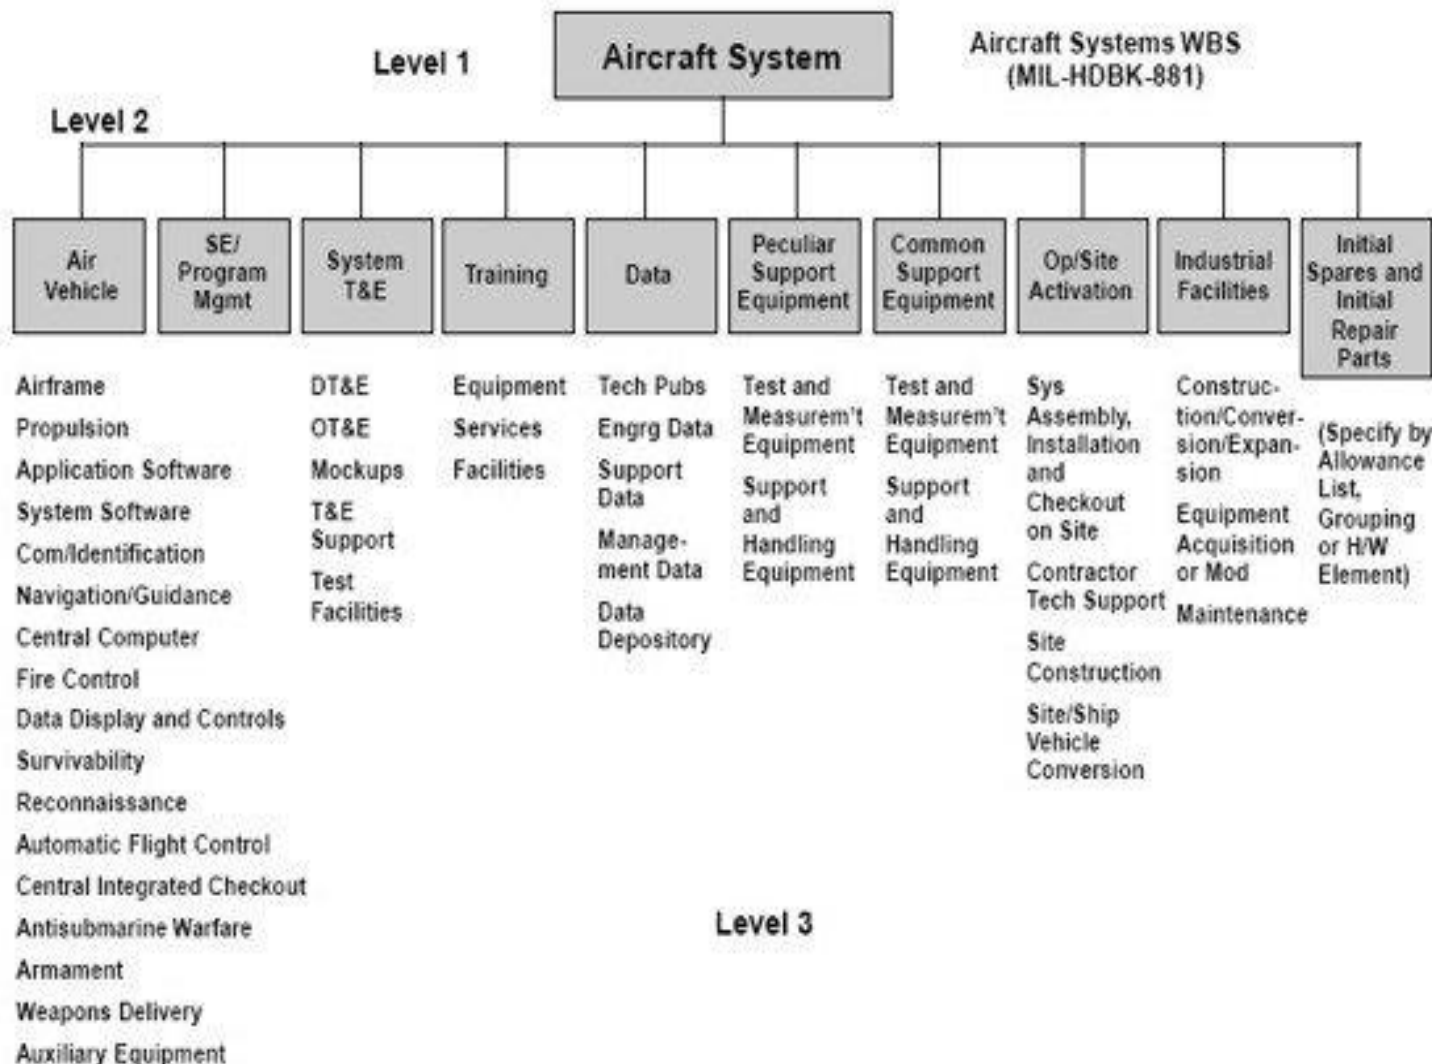 Level 1
Aircraft System
Aircraft Systems WBS
(MIL-HDBK-881)
Level 2
Air
Vehicle
SE/
Program
Mgmt
System
T&E
Training
Data
Peculiar
Support
Equipment
Common
Support
Equipment
Op/Site
Activation
Industrial
Facilities
Initial
Spares and
Initial
Repair
Parts
Airframe
Propulsion
Application Software
System Software
Com/Identification
Navigation/Guidance
Central Computer
Fire Control
Data Display and Controls
Survivability
Reconnaissance
Automatic Flight Control
Central Integrated Checkout
Antisubmarine Warfare
Armament
Weapons Delivery
Auxiliary Equipment
DT&E
OT&E
Mockups
T&E
Support
Test
Facilities
Equipment
Services
Facilities
Tech Pubs
Engrg Data
Support
Data
Manage-
ment Data
Data
Depository
Test and
Measurem't
Equipment
Support
and
Handling
Equipment
Test and
Measurem't
Equipment
Support
and
Handling
Equipment
Sys
Assembly,
Installation
and
Checkout
on Site
Contractor
Tech Support
Site
Construction
Site/Ship
Vehicle
Conversion
Construc-
tion/Conver-
sion/Expan-
sion
Equipment
Acquisition
or Mod
Maintenance
(Specify by
Allowance
List,
Grouping
or H/W
Element)
Level 3